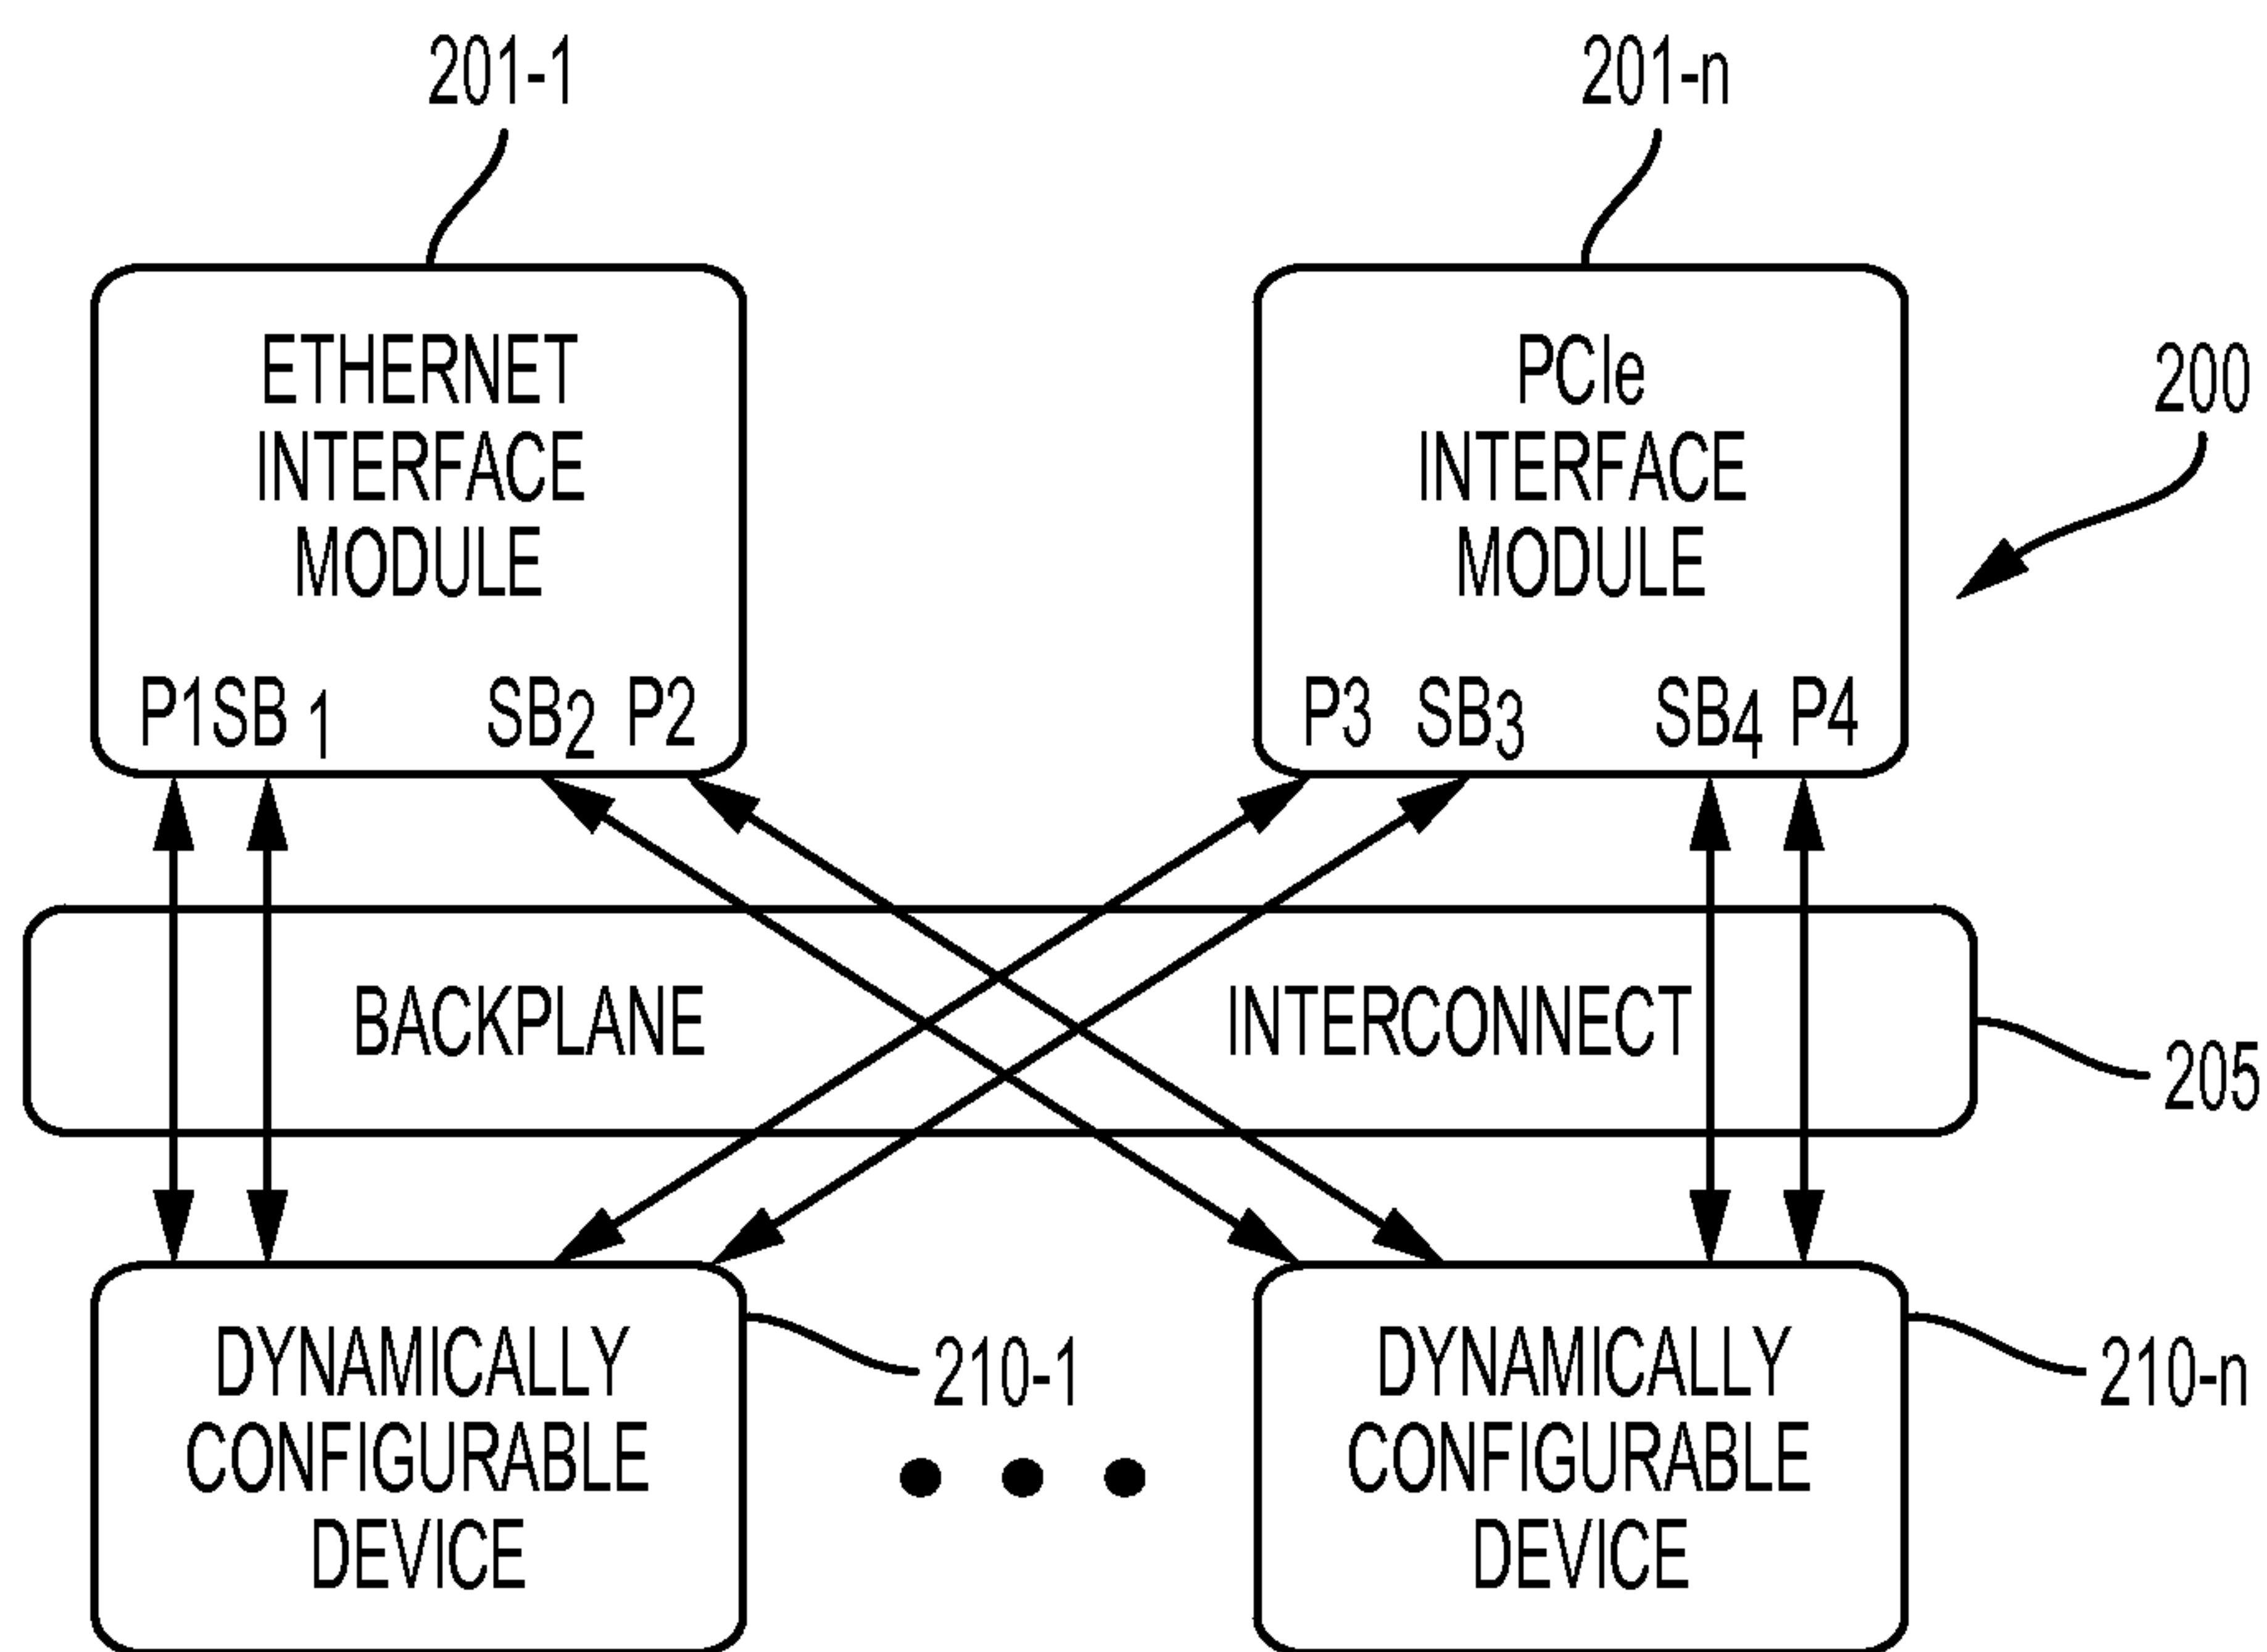 201-1
201-n
200
ETHERNET
INTERFACE
MODULE
P1SB 1 SB2 P2
PCIe
INTERFACE
MODULE
P3 SB3 SB4 P4
BACKPLANE INTERCONNECT
205
DYNAMICALLY
CONFIGURABLE
DEVICE
210-1
DYNAMICALLY
CONFIGURABLE
DEVICE
210-n